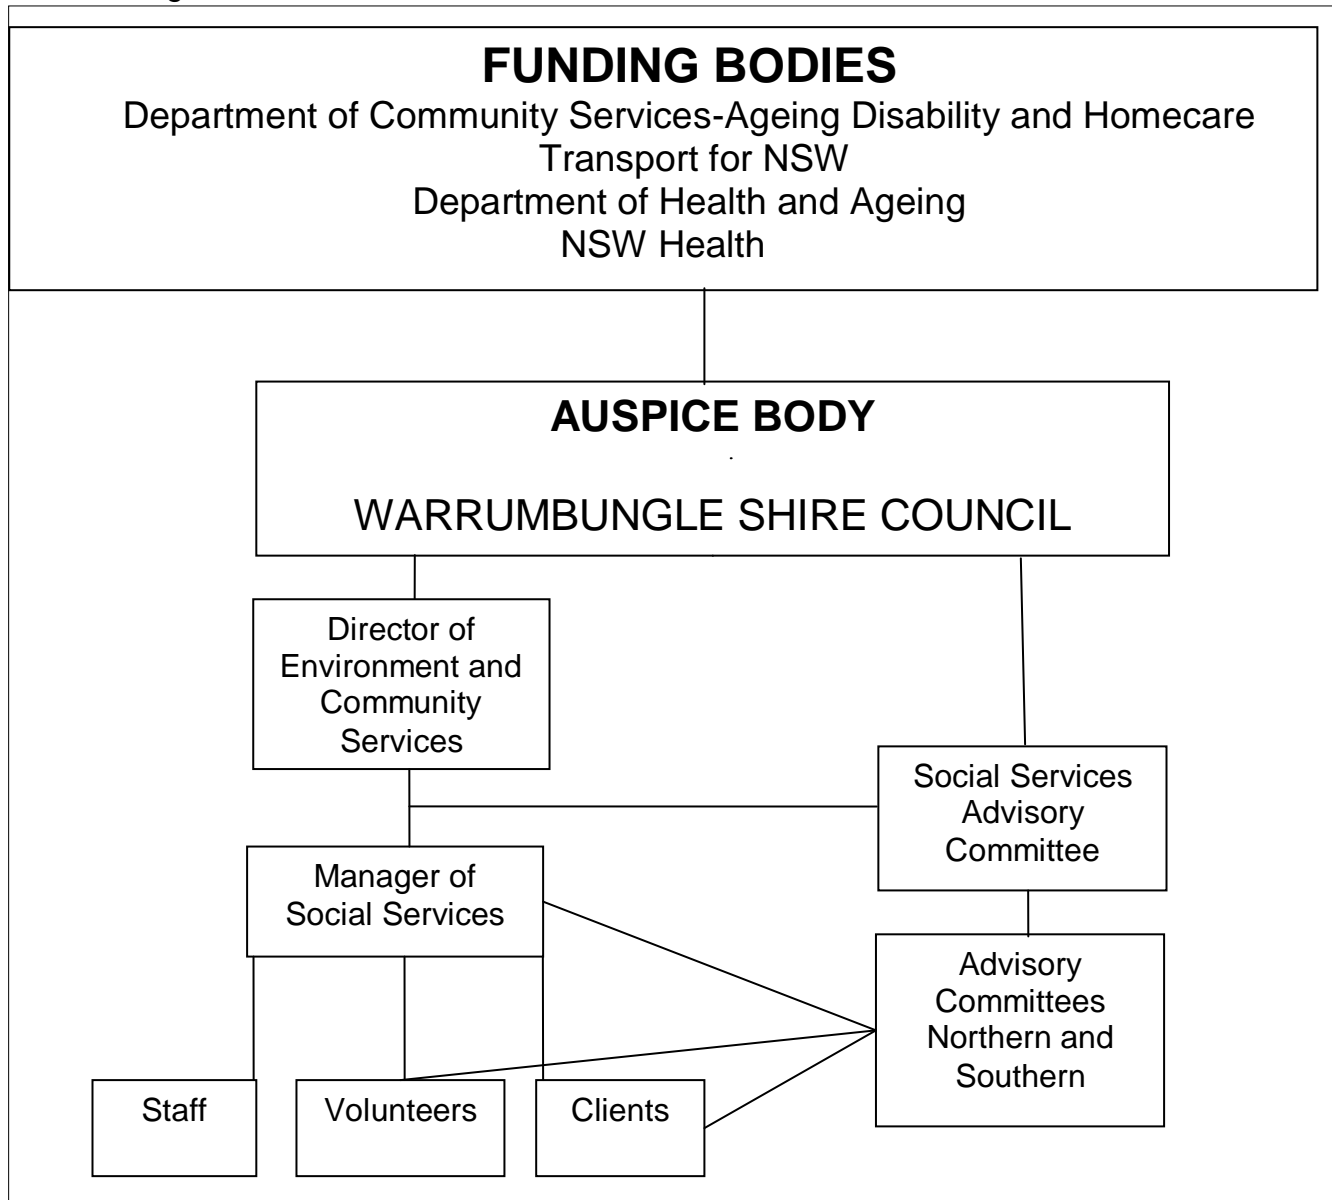 FUNDING BODIES
Department of Community Services-Ageing Disability and Homecare
Transport for NSW
Department of Health and Ageing
NSW Health
AUSPICE BODY
.
WARRUMBUNGLE SHIRE COUNCIL
Director of
Environment and
Community
Services
Social Services
Advisory
Committee
Manager of
Social Services
Advisory
Committees
Northern and
Southern
Staff
Volunteers
Clients